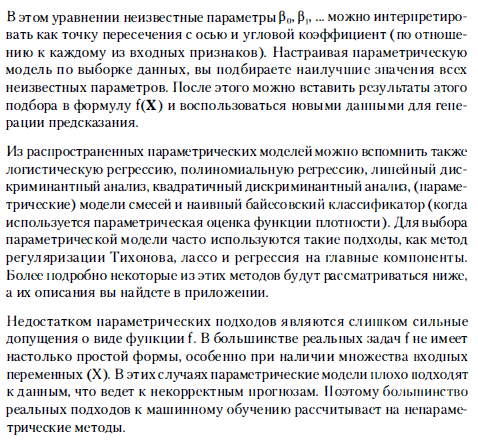 В этом уравнении неизвестные параметры β₀, β₁, ... можно интерпретиро-
вать как точку пересечения с осью и угловой коэффициент (по отноше-
нию к каждому из входных признаков). Настраивая параметрическую
модель по выборке данных, вы подбираете наилучшие значения всех
неизвестных параметров. После этого можно вставить результаты этого
подбора в формулу f(X) и воспользоваться новыми данными для гене-
рации предсказания.
Из распространенных параметрических моделей можно вспомнить также
логистическую регрессию, полиномиальную регрессию, линейный дис-
криминантный анализ, квадратичный дискриминантный анализ, (параме-
трические) модели смесей и наивный байесовский классификатор (когда
используется параметрическая оценка функции плотности). Для выбора
параметрической модели часто используются такие подходы, как метод
регуляризации Тихонова, лассо и регрессия на главные компоненты.
Более подробно некоторые из этих методов будут рассматриваться ниже,
а их описания вы найдете в приложении.
Недостатком параметрических подходов являются слишком сильные
допущения о виде функции f. В большинстве реальных задач f не имеет
настолько простой формы, особенно при наличии множества входных
переменных (X). В этих случаях параметрические модели плохо подходят
к данным, что ведет к некорректным прогнозам. Поэтому большинство
реальных подходов к машинному обучению рассчитывает на непараме-
трические методы.